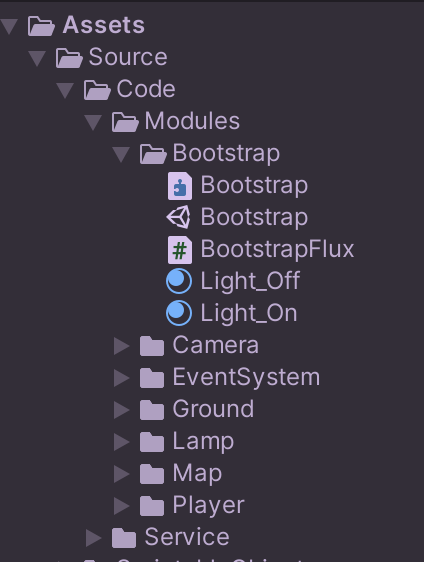 Assets
Source
Code
Modules
Bootstrap
Bootstrap
Bootstrap
# BootstrapFlux
Light_Off
Light_On
Camera
EventSystem
Ground
Lamp
Map
Player
Service